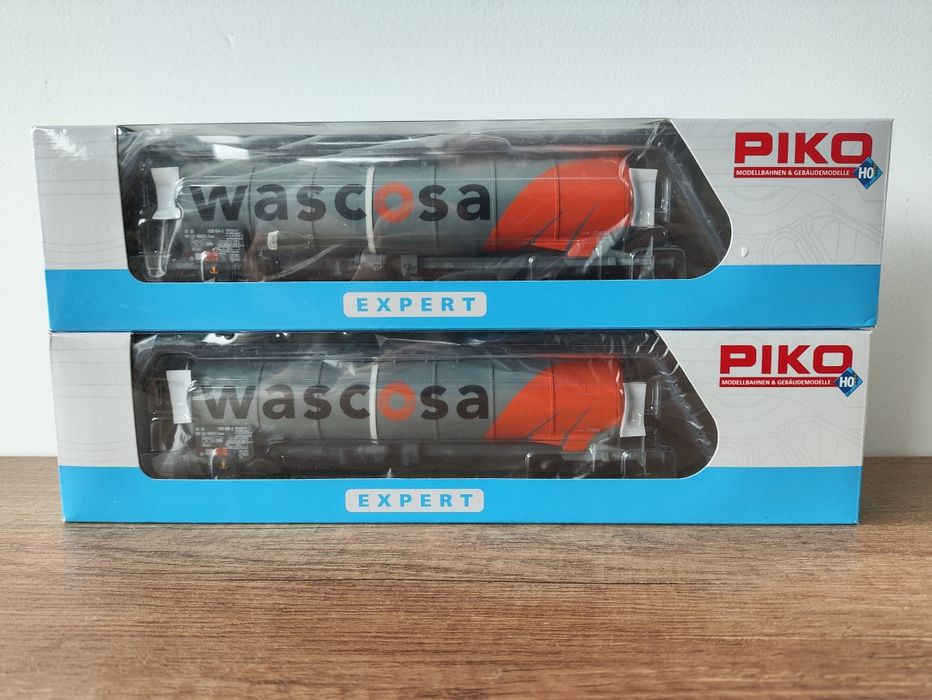 wascosa
PIKO
MODELLBAHNEN & GEBÄUDEMODELLE
H0
EXPERT
wascosa
PIKO
MODELLBAHNEN & GEBÄUDEMODELLE
H0
EXPERT